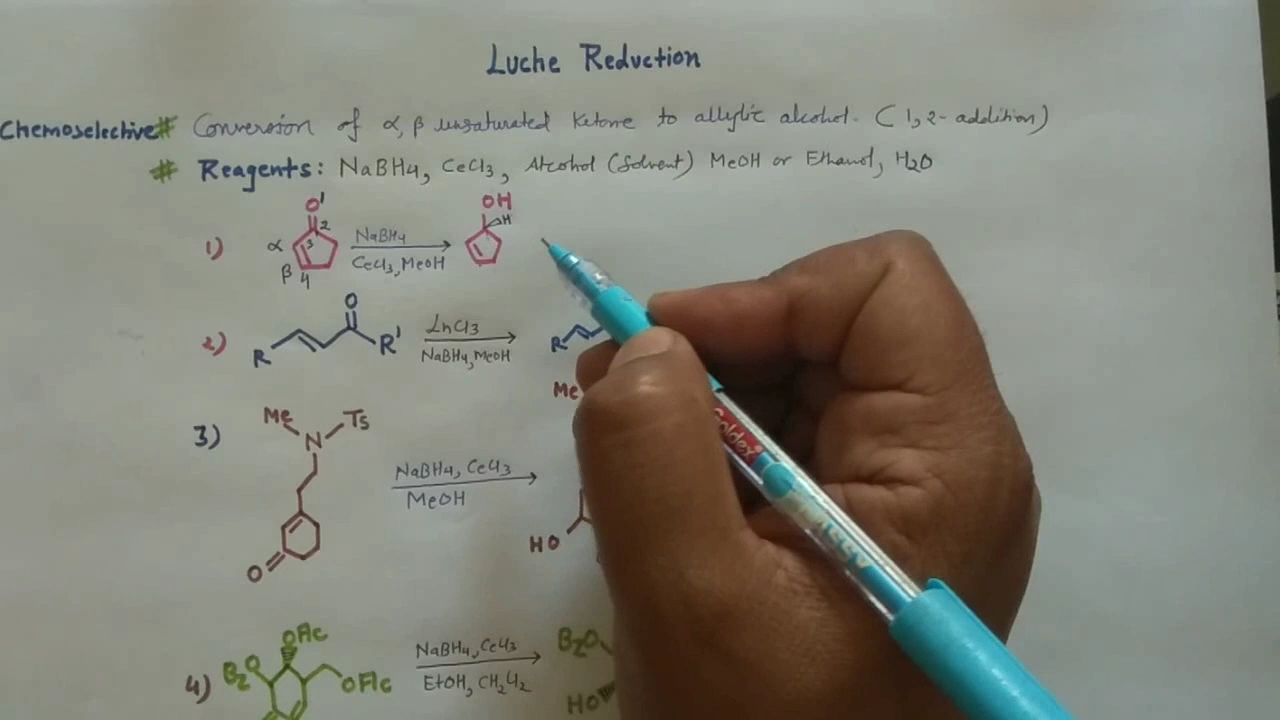 Luche Reduction
Chemoselective # Conversion of α, β unsaturated Ketone to allylic alcohol. (1,2-addition)
# Reagents: NaBH4, CeCl3, Alcohol (Solvent) MeOH or Ethanol, H2O
1) O' 2 3 α β 4 NaBH4 CeCl3, MeOH OH H
2) R O R' LnCl3 NaBH4, MeOH R
Me
3) Me N Ts O NaBH4, CeCl3 MeOH HO
4) BzO OAc OAc NaBH4, CeCl3 EtOH, CH2Cl2 BzO HO